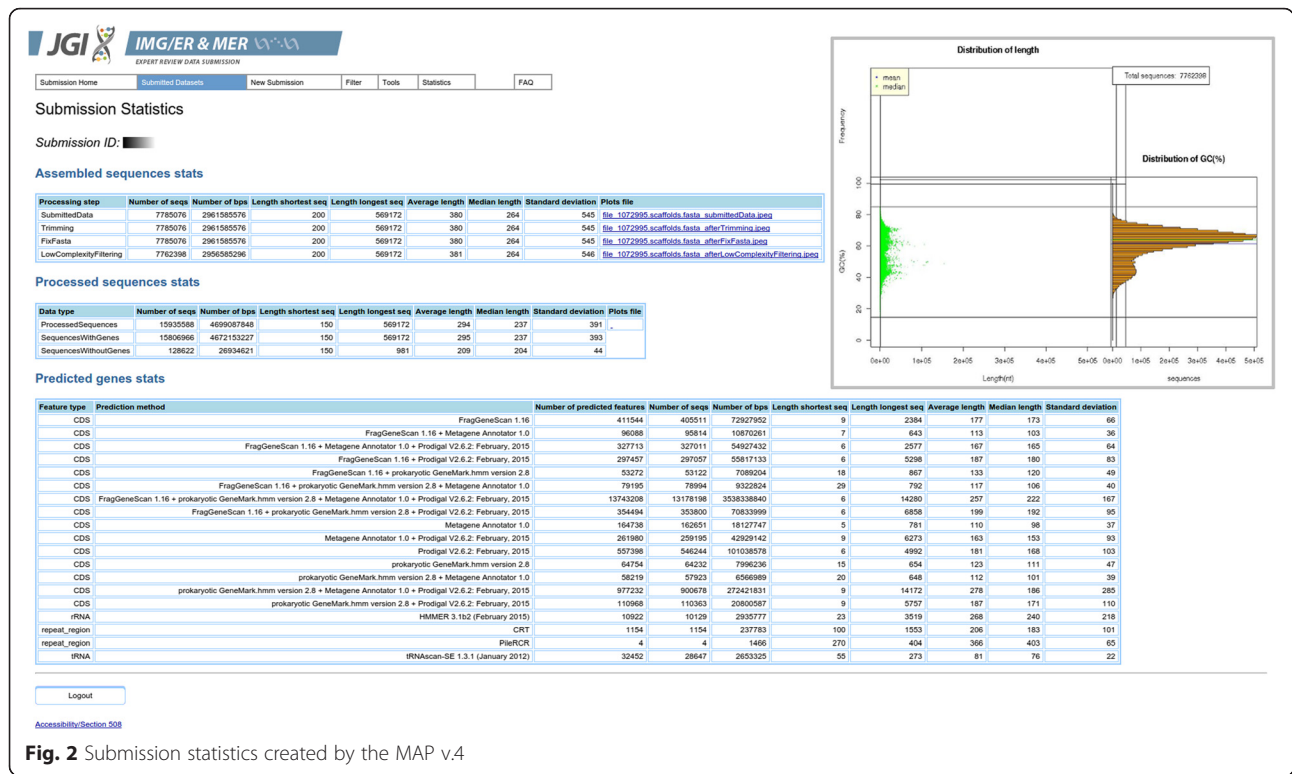 JGI IMG/ER & MER
EXPERT REVIEW DATA SUBMISSION
Submission Home Submitted Datasets New Submission Filter Tools Statistics FAQ
Submission Statistics
Submission ID:
Assembled sequences stats
Processing step Number of seqs Number of bps Length shortest seq Length longest seq Average length Median length Standard deviation Plots file
SubmittedData 7785076 2961585576 200 569172 380 264 545 file_1072995.scaffolds.fasta_submittedData.jpeg
Trimming 7785076 2961585576 200 569172 380 264 545 file_1072995.scaffolds.fasta_afterTrimming.jpeg
FixFasta 7785076 2961585576 200 569172 380 264 545 file_1072995.scaffolds.fasta_afterFixFasta.jpeg
LowComplexityFiltering 7762398 2956585296 200 569172 381 264 546 file_1072995.scaffolds.fasta_afterLowComplexityFiltering.jpeg
Processed sequences stats
Data type Number of seqs Number of bps Length shortest seq Length longest seq Average length Median length Standard deviation Plots file
ProcessedSequences 15935588 4699087848 150 569172 294 237 391 _
SequencesWithGenes 15806966 4672153227 150 569172 295 237 393
SequencesWithoutGenes 128622 26934621 150 981 209 204 44
Predicted genes stats
Feature type Prediction method Number of predicted features Number of seqs Number of bps Length shortest seq Length longest seq Average length Median length Standard deviation
CDS FragGeneScan 1.16 411544 405511 72927952 9 2384 177 173 66
CDS FragGeneScan 1.16 + Metagene Annotator 1.0 96088 95814 10870261 7 643 113 103 36
CDS FragGeneScan 1.16 + Metagene Annotator 1.0 + Prodigal V2.6.2: February, 2015 327713 327011 54927432 6 2577 167 165 64
CDS FragGeneScan 1.16 + Prodigal V2.6.2: February, 2015 297457 297057 55817133 6 5298 187 180 83
CDS FragGeneScan 1.16 + prokaryotic GeneMark.hmm version 2.8 53272 53122 7089204 18 867 133 120 49
CDS FragGeneScan 1.16 + prokaryotic GeneMark.hmm version 2.8 + Metagene Annotator 1.0 79195 78994 9322824 29 792 117 106 40
CDS FragGeneScan 1.16 + prokaryotic GeneMark.hmm version 2.8 + Metagene Annotator 1.0 + Prodigal V2.6.2: February, 2015 13743208 13178198 3538338840 6 14280 257 222 167
CDS FragGeneScan 1.16 + prokaryotic GeneMark.hmm version 2.8 + Prodigal V2.6.2: February, 2015 354494 353800 70833999 6 6858 199 192 95
CDS Metagene Annotator 1.0 164738 162651 18127747 5 781 110 98 37
CDS Metagene Annotator 1.0 + Prodigal V2.6.2: February, 2015 261980 259195 42929142 9 6273 163 153 93
CDS Prodigal V2.6.2: February, 2015 557398 546244 101038578 6 4992 181 168 103
CDS prokaryotic GeneMark.hmm version 2.8 64754 64232 7996236 15 654 123 111 47
CDS prokaryotic GeneMark.hmm version 2.8 + Metagene Annotator 1.0 58219 57923 6566989 20 648 112 101 39
CDS prokaryotic GeneMark.hmm version 2.8 + Metagene Annotator 1.0 + Prodigal V2.6.2: February, 2015 977232 900678 272421831 9 14172 278 186 285
CDS prokaryotic GeneMark.hmm version 2.8 + Prodigal V2.6.2: February, 2015 110968 110363 20800587 9 5757 187 171 110
rRNA HMMER 3.1b2 (February 2015) 10922 10129 2935777 23 3519 268 240 218
repeat_region CRT 1154 1154 237783 100 1553 206 183 101
repeat_region PileRCR 4 4 1466 270 404 366 403 65
tRNA tRNAscan-SE 1.3.1 (January 2012) 32452 28647 2653325 55 273 81 76 22
Logout
Accessibility/Section 508
Distribution of length
mean
median
Total sequences: 7762398
Frequency
Distribution of GC(%)
GC(%)
100
80
60
40
20
0
0e+00 1e+05 2e+05 3e+05 4e+05 5e+05 0e+00 1e+05 2e+05 3e+05 4e+05 5e+05
Length(nt) sequences
Fig. 2 Submission statistics created by the MAP v.4